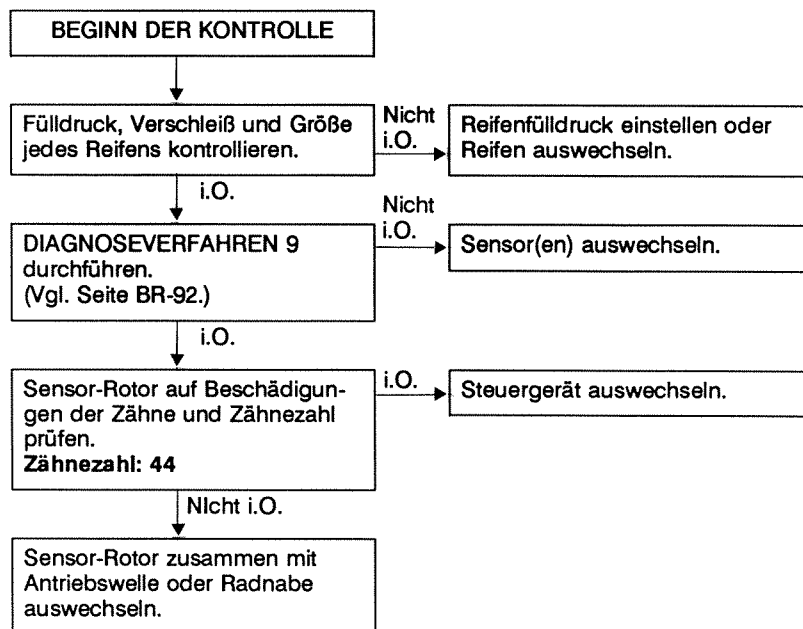 BEGINN DER KONTROLLE
Fülldruck, Verschleiß und Größe
jedes Reifens kontrollieren.
Nicht
i.O.
Reifenfülldruck einstellen oder
Reifen auswechseln.
i.O.
DIAGNOSEVERFAHREN 9
durchführen.
(Vgl. Seite BR-92.)
Nicht
i.O.
Sensor(en) auswechseln.
i.O.
Sensor-Rotor auf Beschädigun-
gen der Zähne und Zähnezahl
prüfen.
Zähnezahl: 44
i.O.
Steuergerät auswechseln.
NIcht i.O.
Sensor-Rotor zusammen mit
Antriebswelle oder Radnabe
auswechseln.